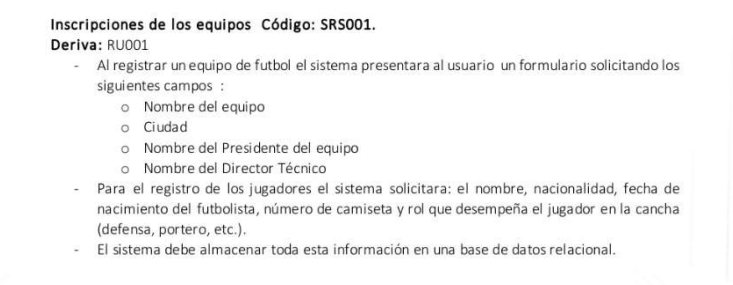 Inscripciones de los equipos Código: SRS001.
Deriva: RU001
- Al registrar un equipo de futbol el sistema presentara al usuario un formulario solicitando los
siguientes campos :
o Nombre del equipo
o Ciudad
o Nombre del Presidente del equipo
o Nombre del Director Técnico
- Para el registro de los jugadores el sistema solicitara: el nombre, nacionalidad, fecha de
nacimiento del futbolista, número de camiseta y rol que desempeña el jugador en la cancha
(defensa, portero, etc.).
- El sistema debe almacenar toda esta información en una base de datos relacional.